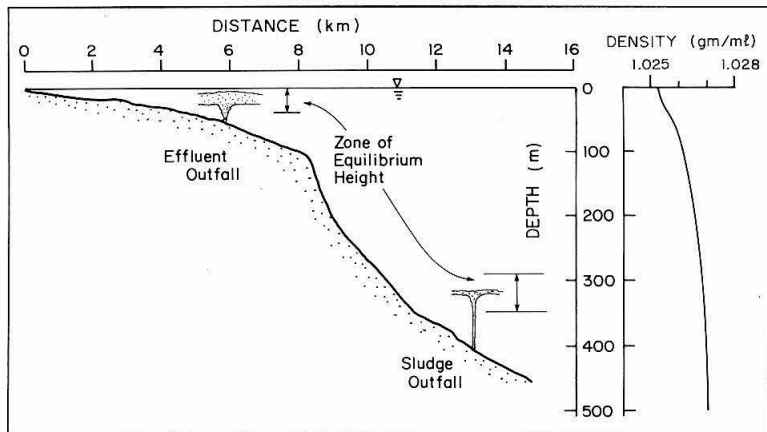 DISTANCE (km)
0 2 4 6 8 10 12 14 16
DENSITY (gm/mℓ)
1.025 1.028
Effluent
Outfall
Zone of
Equilibrium
Height
Sludge
Outfall
DEPTH (m)
0
100
200
300
400
500